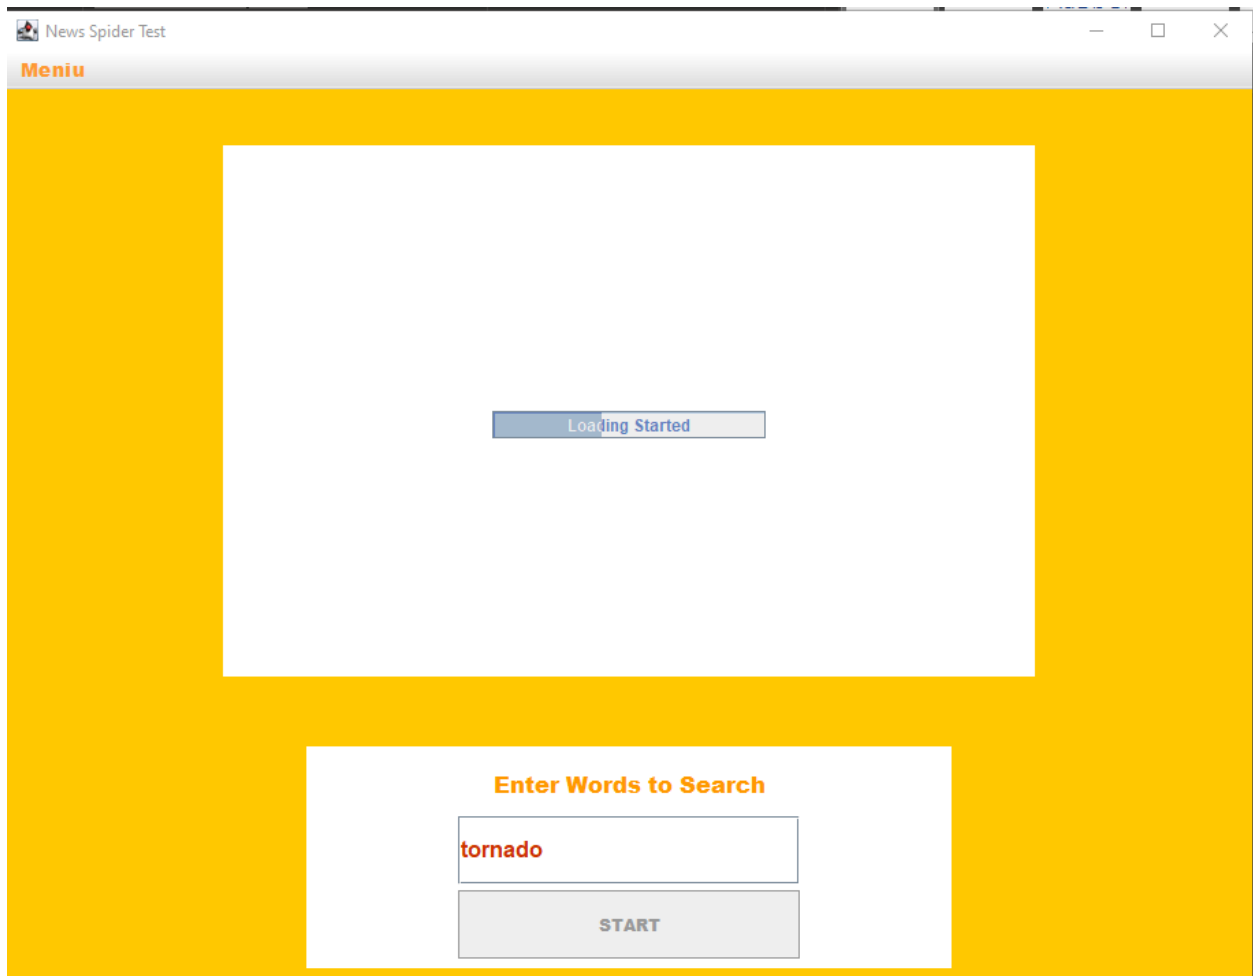 News Spider Test
Meniu
Loading Started
Enter Words to Search
tornado
START